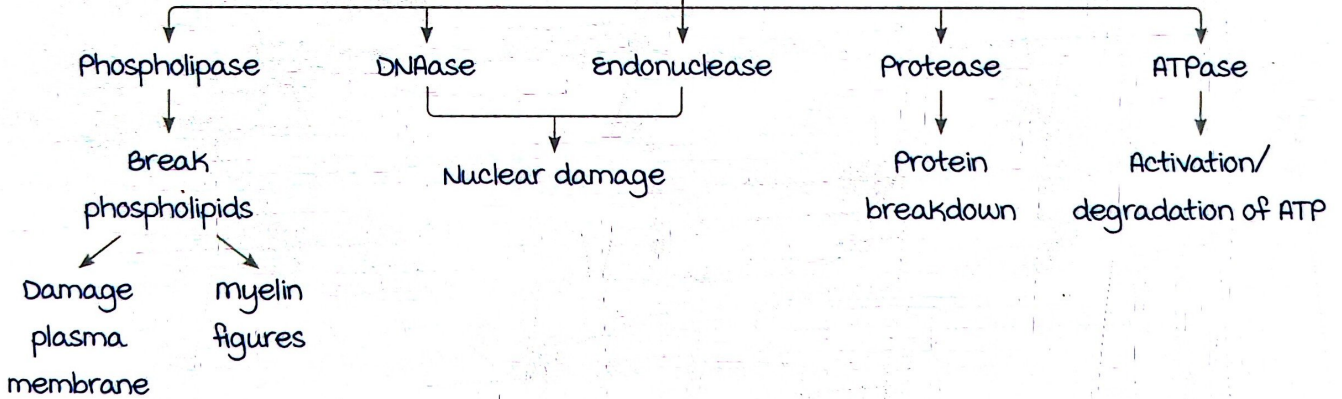 Phospholipase
DNAase
Endonuclease
Protease
ATPase
Break
phospholipids
Nuclear damage
Protein
breakdown
Activation/
degradation of ATP
Damage
plasma
membrane
myelin
figures